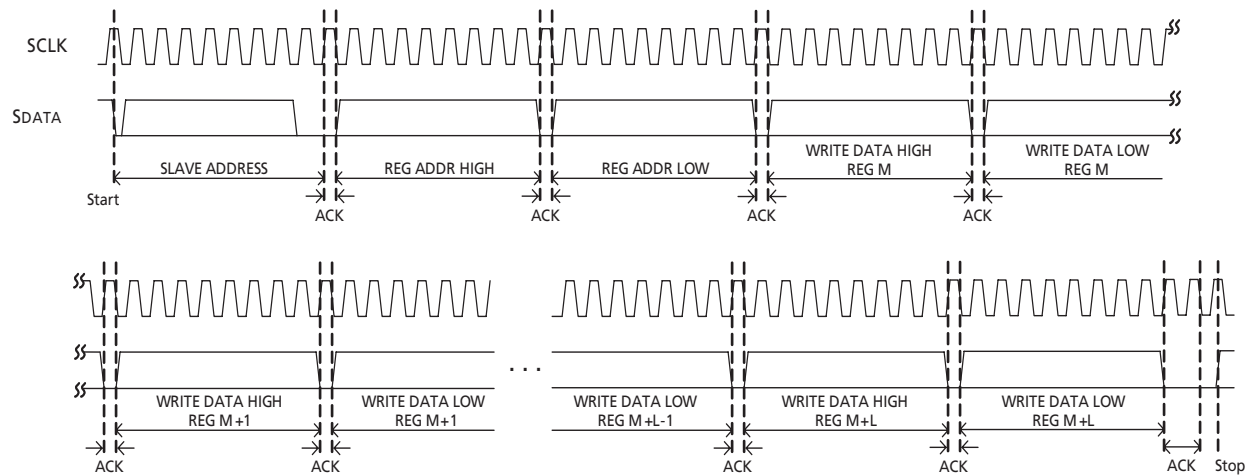 SCLK
SDATA
SLAVE ADDRESS
REG ADDR HIGH
REG ADDR LOW
WRITE DATA HIGH
REG M
WRITE DATA LOW
REG M
Start
ACK
ACK
ACK
ACK
. . .
WRITE DATA HIGH
REG M+1
WRITE DATA LOW
REG M+1
WRITE DATA LOW
REG M+L-1
WRITE DATA HIGH
REG M+L
WRITE DATA LOW
REG M+L
ACK
ACK
ACK
ACK
ACK
Stop